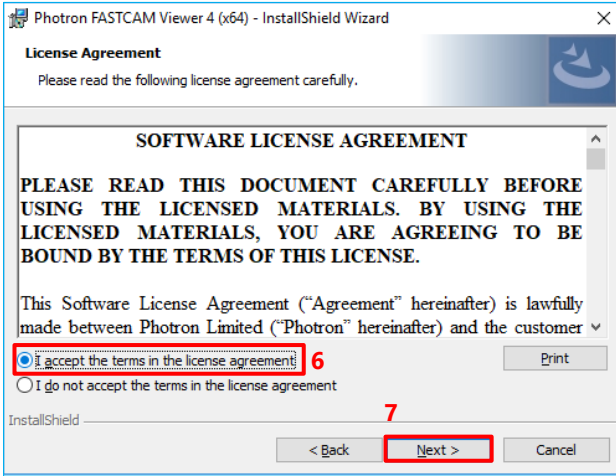 Photron FASTCAM Viewer 4 (x64) - InstallShield Wizard
License Agreement
Please read the following license agreement carefully.
SOFTWARE LICENSE AGREEMENT
PLEASE READ THIS DOCUMENT CAREFULLY BEFORE
USING THE LICENSED MATERIALS. BY USING THE
LICENSED MATERIALS, YOU ARE AGREEING TO BE
BOUND BY THE TERMS OF THIS LICENSE.
This Software License Agreement (“Agreement” hereinafter) is lawfully
made between Photron Limited (“Photron” hereinafter) and the customer
I accept the terms in the license agreement 6
Print
I do not accept the terms in the license agreement
7
InstallShield
< Back
Next >
Cancel